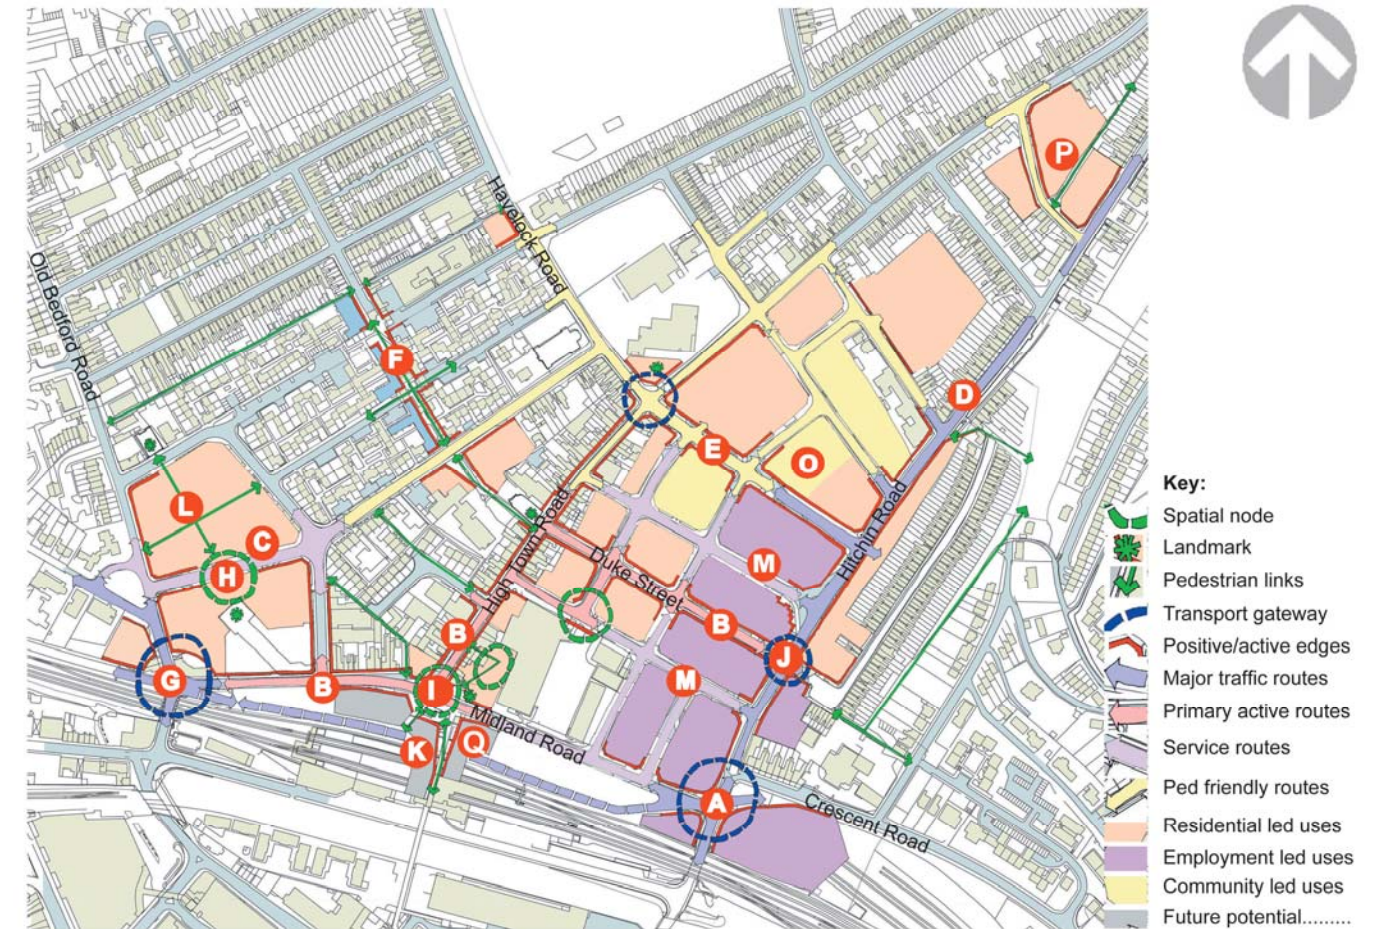 P
Havelock Road
Old Bedford Road
F
D
E
O
L
C
High Town Road
Hitchin Road
H
Duke Street
M
B
B
J
G
B
I
M
Midland Road
K
Q
A
Crescent Road
Key:
Spatial node
Landmark
Pedestrian links
Transport gateway
Positive/active edges
Major traffic routes
Primary active routes
Service routes
Ped friendly routes
Residential led uses
Employment led uses
Community led uses
Future potential.........